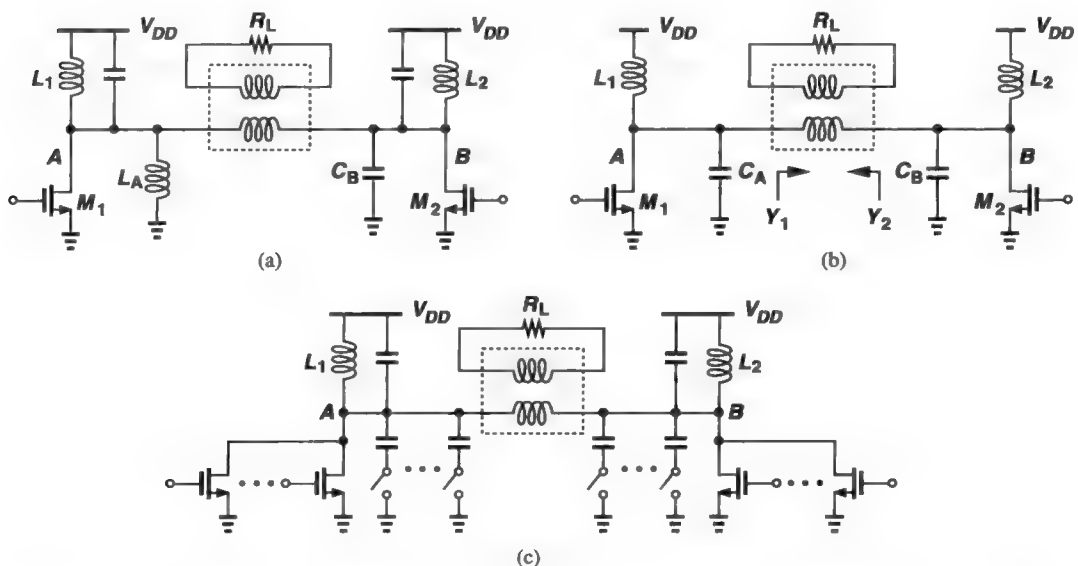 V_DD
R_L
V_DD
L_1
L_2
A
L_A
C_B
B
M_1
M_2
(a)
V_DD
R_L
V_DD
L_1
L_2
A
C_A
C_B
B
M_1
Y_1
Y_2
M_2
(b)
V_DD
R_L
V_DD
L_1
L_2
A
B
(c)